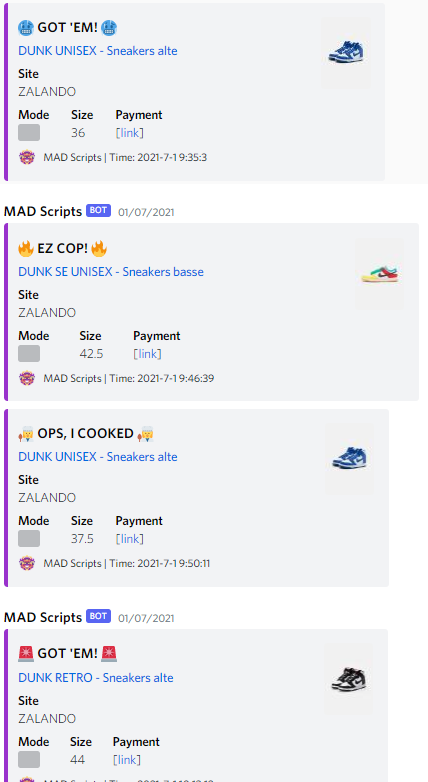 GOT 'EM!
DUNK UNISEX - Sneakers alte
Site
ZALANDO
Mode Size Payment
36 [link]
MAD Scripts | Time: 2021-7-1 9:35:3
MAD Scripts BOT 01/07/2021
EZ COP!
DUNK SE UNISEX - Sneakers basse
Site
ZALANDO
Mode Size Payment
42.5 [link]
MAD Scripts | Time: 2021-7-1 9:46:39
OPS, I COOKED
DUNK UNISEX - Sneakers alte
Site
ZALANDO
Mode Size Payment
37.5 [link]
MAD Scripts | Time: 2021-7-1 9:50:11
MAD Scripts BOT 01/07/2021
GOT 'EM!
DUNK RETRO - Sneakers alte
Site
ZALANDO
Mode Size Payment
44 [link]